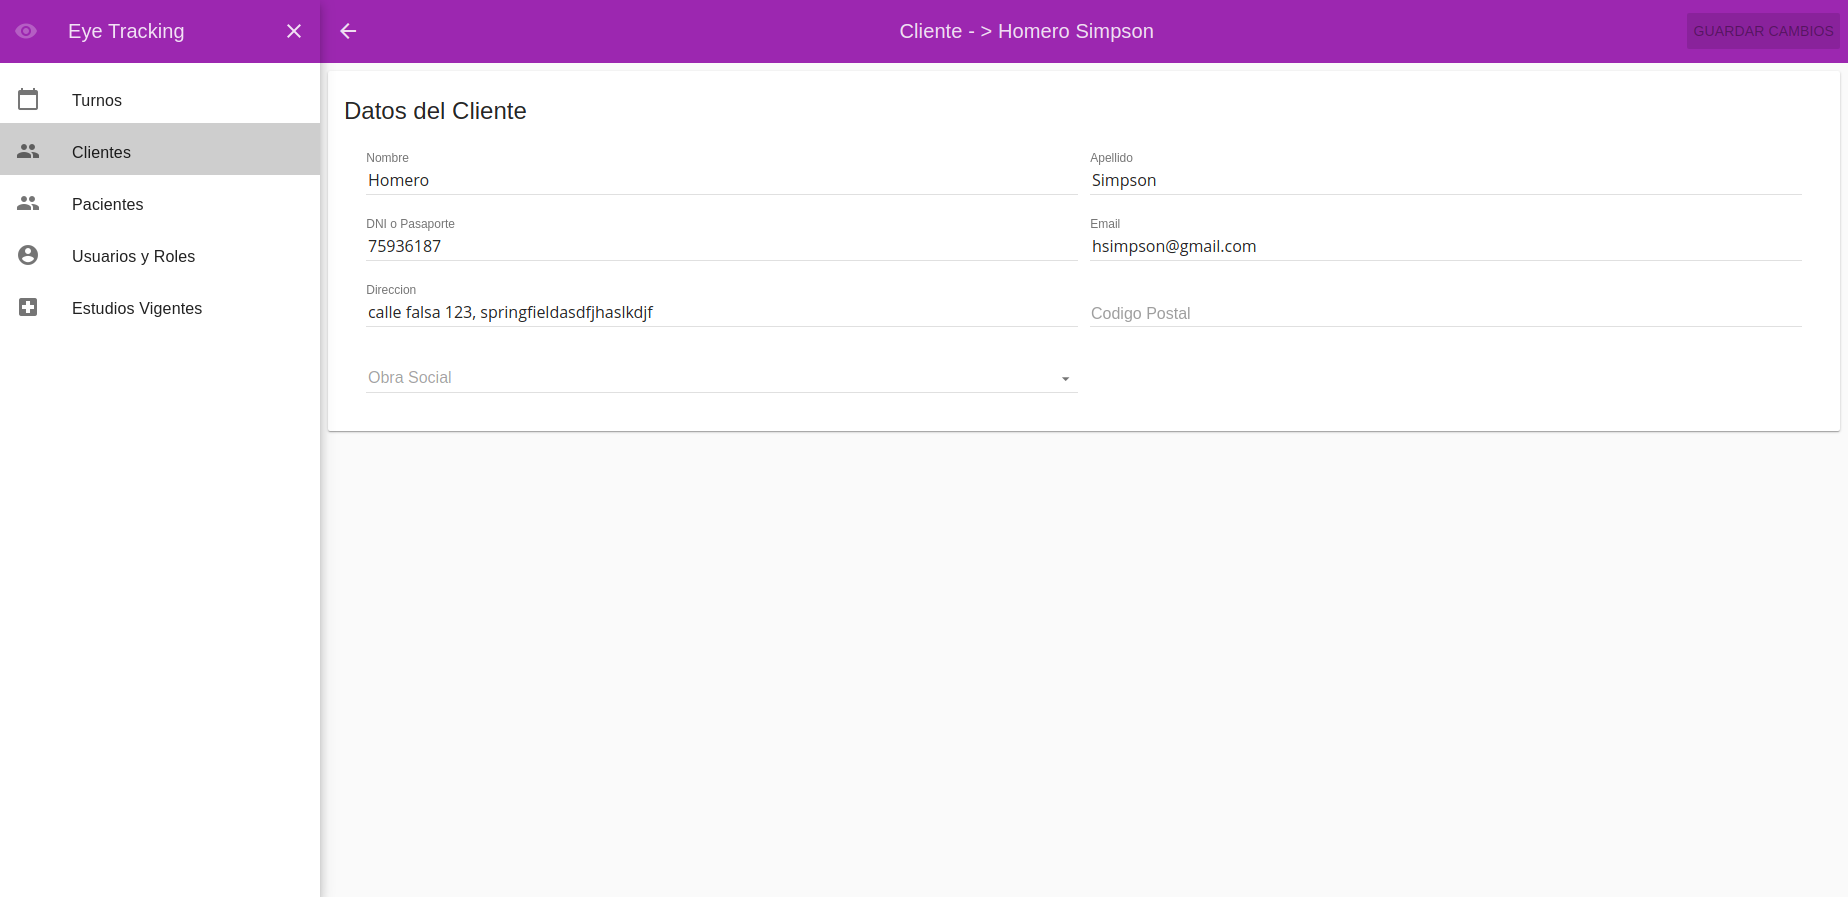 Eye Tracking
Cliente - > Homero Simpson
GUARDAR CAMBIOS
Turnos
Clientes
Pacientes
Usuarios y Roles
Estudios Vigentes
Datos del Cliente
Nombre
Homero
Apellido
Simpson
DNI o Pasaporte
75936187
Email
hsimpson@gmail.com
Direccion
calle falsa 123, springfieldasdfjhaslkdjf
Codigo Postal
Obra Social